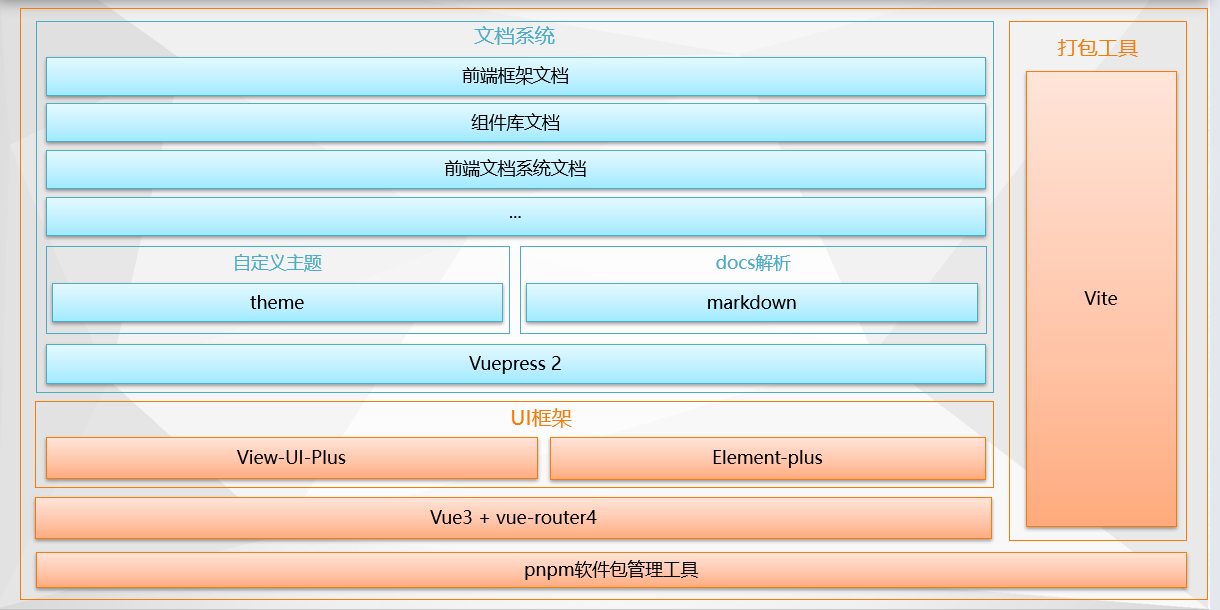 文档系统
前端框架文档
组件库文档
前端文档系统文档
...
自定义主题
theme
docs解析
markdown
Vuepress 2
UI框架
View-UI-Plus
Element-plus
Vue3 + vue-router4
pnpm软件包管理工具
打包工具
Vite